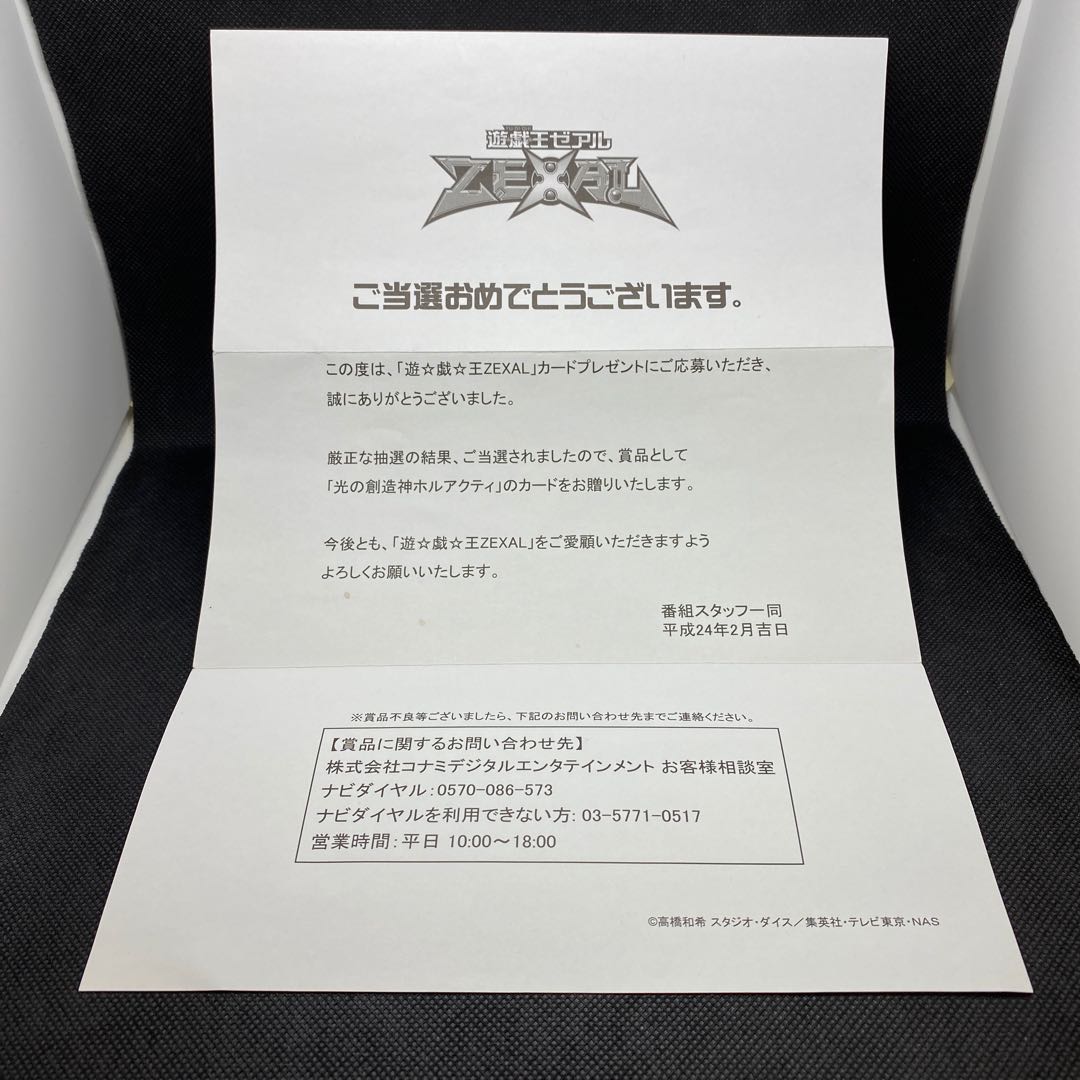 遊戯王ゼアル
ZEXAL
ご当選おめでとうございます。
この度は、「遊☆戯☆王ZEXAL」カードプレゼントにご応募いただき、
誠にありがとうございました。
厳正な抽選の結果、ご当選されましたので、賞品として
「光の創造神ホルアクティ」のカードをお贈りいたします。
今後とも、「遊☆戯☆王ZEXAL」をご愛顧いただきますよう
よろしくお願いいたします。
番組スタッフ一同
平成24年2月吉日
※賞品不良等ございましたら、下記のお問い合わせ先までご連絡ください。
【賞品に関するお問い合わせ先】
株式会社コナミデジタルエンタテインメント お客様相談室
ナビダイヤル：0570-086-573
ナビダイヤルを利用できない方：03-5771-0517
営業時間：平日 10:00～18:00
©高橋和希 スタジオ・ダイス／集英社・テレビ東京・NAS